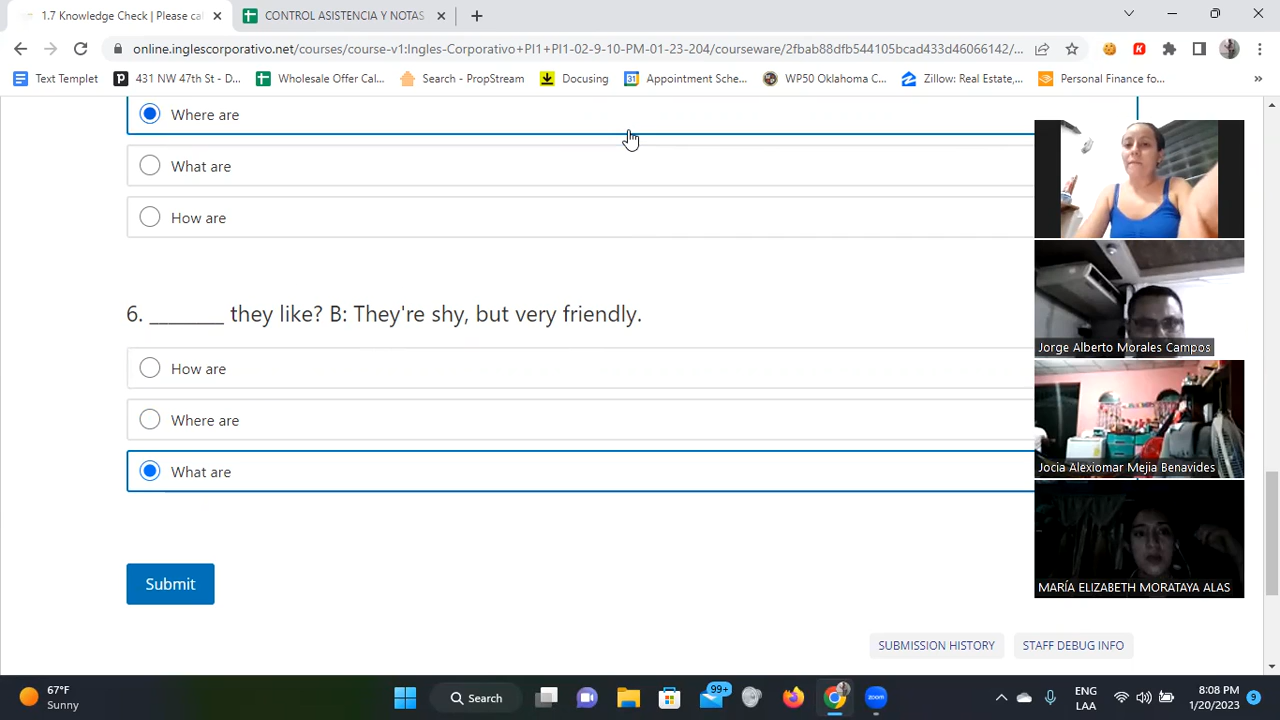 1.7 Knowledge Check | Please cal
CONTROL ASISTENCIA Y NOTAS
online.inglescorporativo.net/courses/course-v1:Ingles-Corporativo+PI1+PI1-02-9-10-PM-01-23-204/courseware/2fbab88dfb544105bcad433d46066142/...
Text Templet
431 NW 47th St - D...
Wholesale Offer Cal...
Search - PropStream
Docusing
Appointment Sche...
WP50 Oklahoma C...
Zillow: Real Estate,...
Personal Finance fo...
Where are
What are
How are
6. ________ they like? B: They're shy, but very friendly.
How are
Where are
What are
Submit
SUBMISSION HISTORY
STAFF DEBUG INFO
Jorge Alberto Morales Campos
Jocia Alexiomar Mejia Benavides
MARÍA ELIZABETH MORATAYA ALAS
67°F
Sunny
Search
99+
zoom
ENG
LAA
8:08 PM
1/20/2023
9